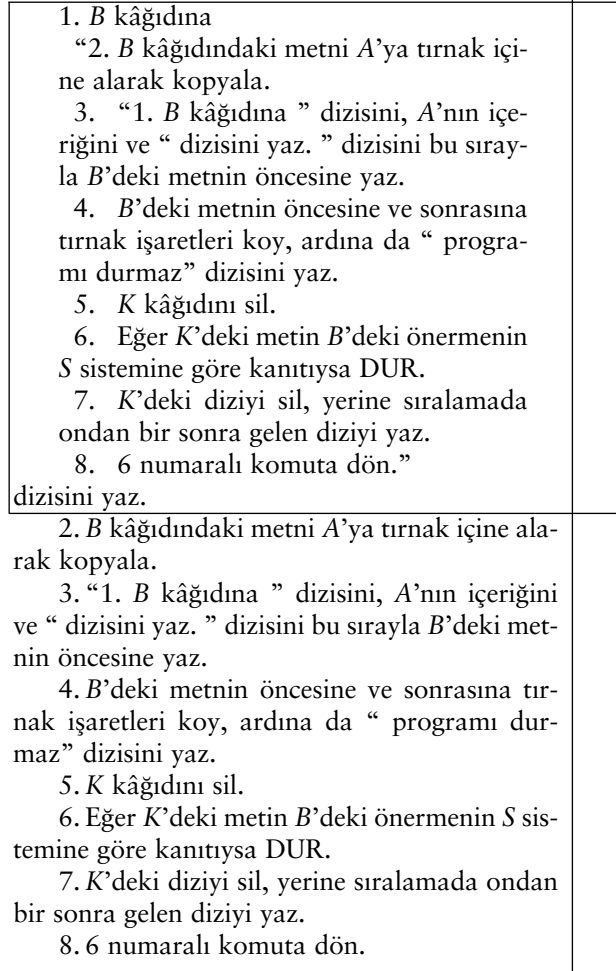 1. B kâğıdına
“2. B kâğıdındaki metni A’ya tırnak içi-
ne alarak kopyala.
3. “1. B kâğıdına ” dizisini, A’nın içe-
riğini ve “ dizisini yaz. ” dizisini bu sıray-
la B’deki metnin öncesine yaz.
4. B’deki metnin öncesine ve sonrasına
tırnak işaretleri koy, ardına da “ progra-
mı durmaz” dizisini yaz.
5. K kâğıdını sil.
6. Eğer K’deki metin B’deki önermenin
S sistemine göre kanıtıysa DUR.
7. K’deki diziyi sil, yerine sıralamada
ondan bir sonra gelen diziyi yaz.
8. 6 numaralı komuta dön.”
dizisini yaz.
2. B kâğıdındaki metni A’ya tırnak içine ala-
rak kopyala.
3. “1. B kâğıdına ” dizisini, A’nın içeriğini
ve “ dizisini yaz. ” dizisini bu sırayla B’deki met-
nin öncesine yaz.
4. B’deki metnin öncesine ve sonrasına tır-
nak işaretleri koy, ardına da “ programı dur-
maz” dizisini yaz.
5. K kâğıdını sil.
6. Eğer K’deki metin B’deki önermenin S sis-
temine göre kanıtıysa DUR.
7. K’deki diziyi sil, yerine sıralamada ondan
bir sonra gelen diziyi yaz.
8. 6 numaralı komuta dön.